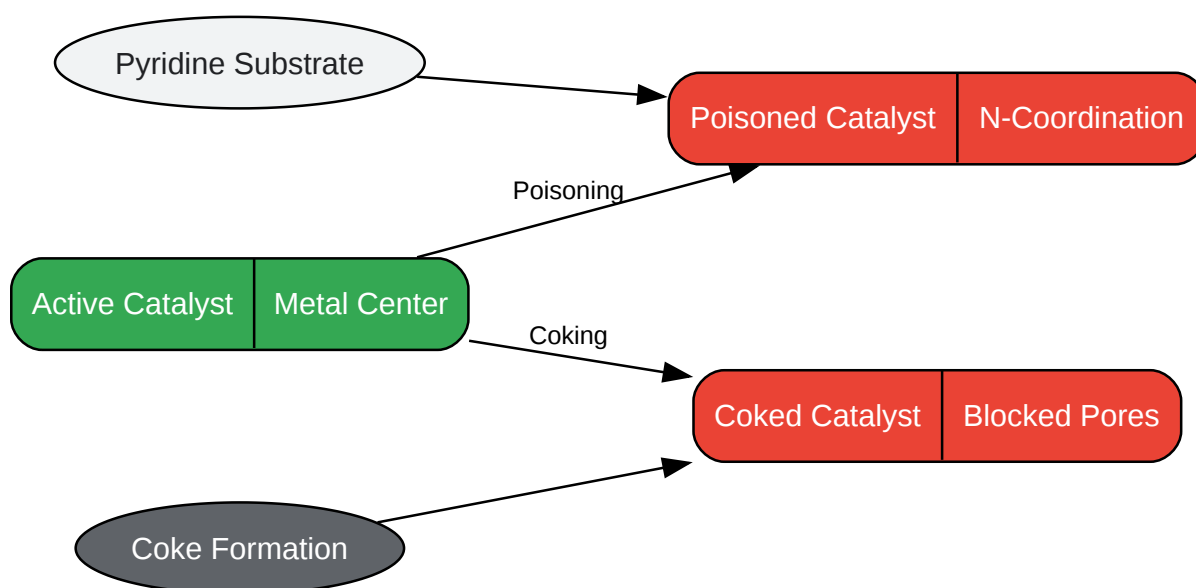 Pyridine Substrate
Poisoned Catalyst
N-Coordination
Poisoning
Active Catalyst
Metal Center
Coking
Coked Catalyst
Blocked Pores
Coke Formation